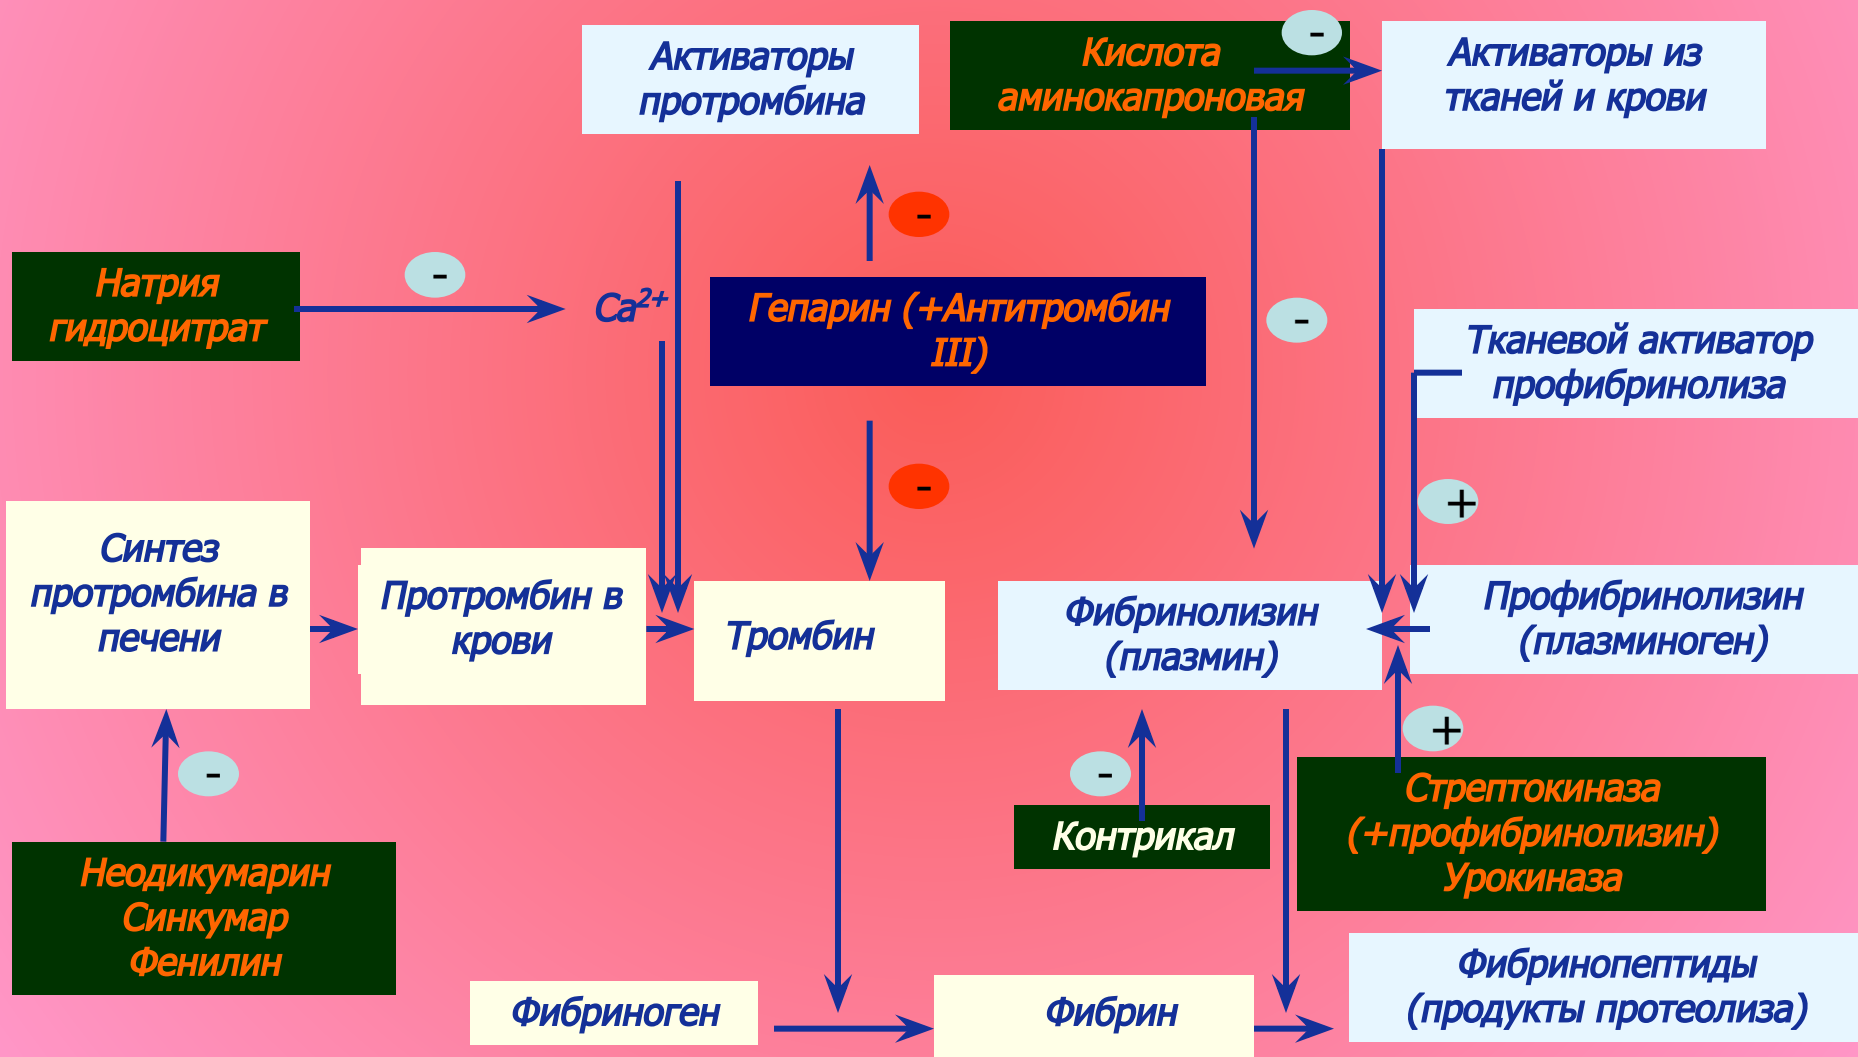 Активаторы
протромбина
Кислота
аминокапроновая
-
Активаторы из
тканей и крови
-
Натрия
гидроцитрат
-
Ca²⁺
Гепарин (+Антитромбин
III)
-
Тканевой активатор
профибринолиза
-
+
Синтез
протромбина в
печени
Протромбин в
крови
Тромбин
Фибринолизин
(плазмин)
Профибринолизин
(плазминоген)
-
-
+
Контрикал
Стрептокиназа
(+профибринолизин)
Урокиназа
Неодикумарин
Синкумар
Фенилин
Фибриноген
Фибрин
Фибринопептиды
(продукты протеолиза)